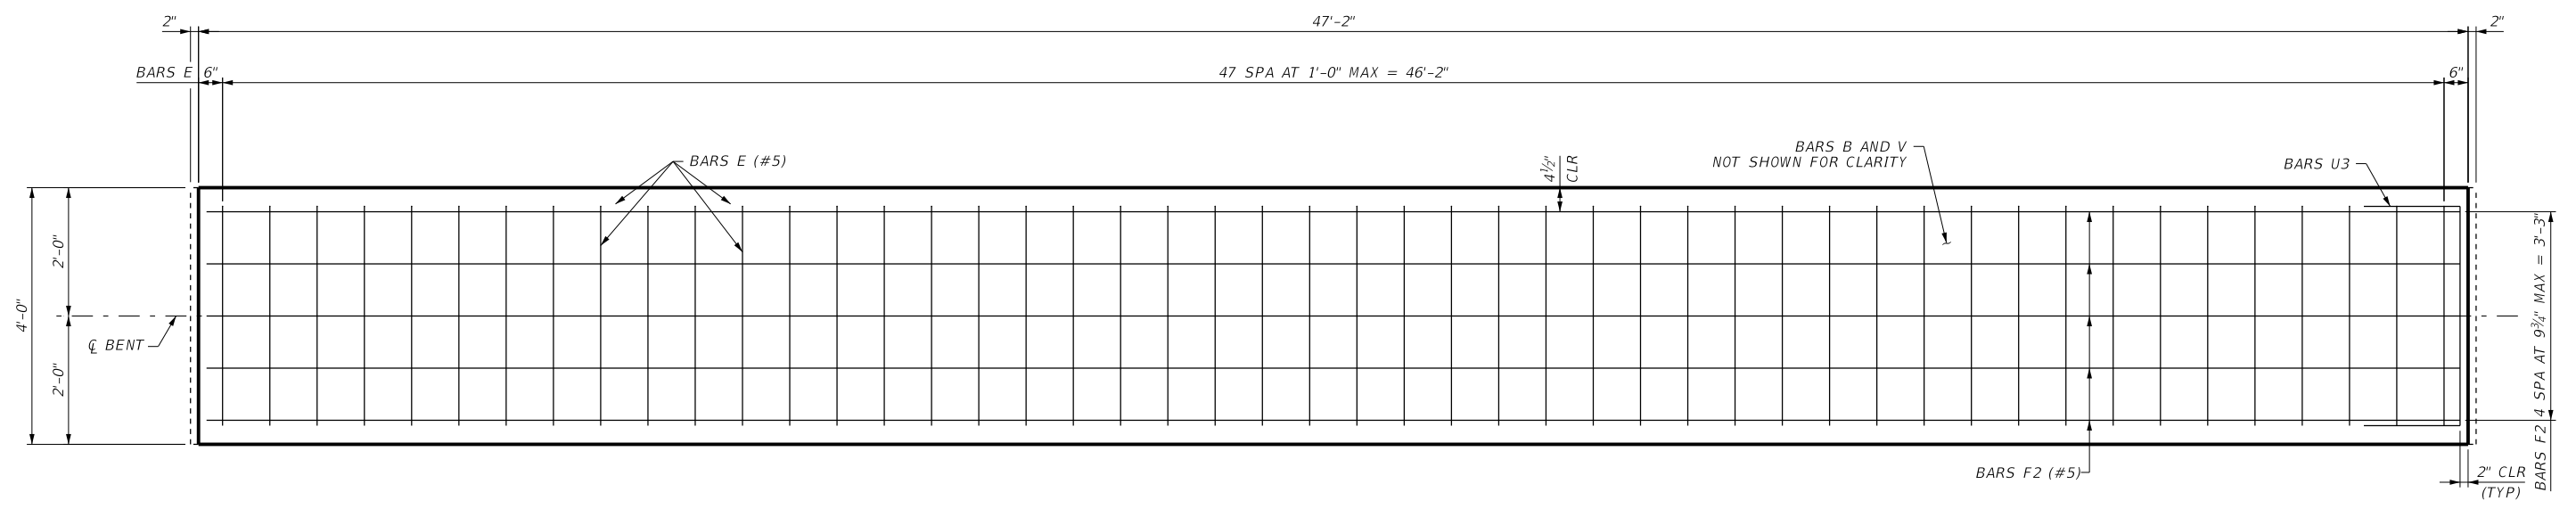 2"
47'-2"
2"
BARS E
6"
47 SPA AT 1'-0" MAX = 46'-2"
6"
BARS E (#5)
4½" CLR
BARS B AND V
NOT SHOWN FOR CLARITY
BARS U3
4'-0"
2'-0"
2'-0"
℄ BENT
BARS F2
4 SPA AT 9¾" MAX = 3'-3"
BARS F2 (#5)
2" CLR
(TYP)